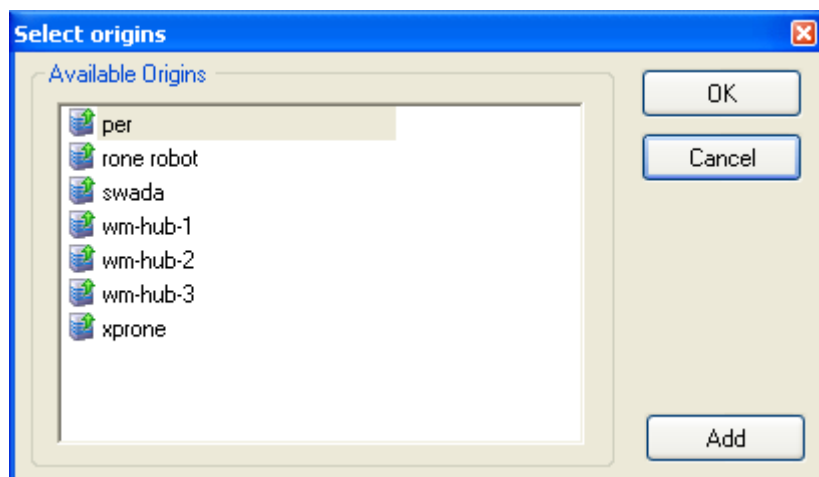 Select origins
Available Origins
per
rone robot
swada
wm-hub-1
wm-hub-2
wm-hub-3
xprone
OK
Cancel
Add